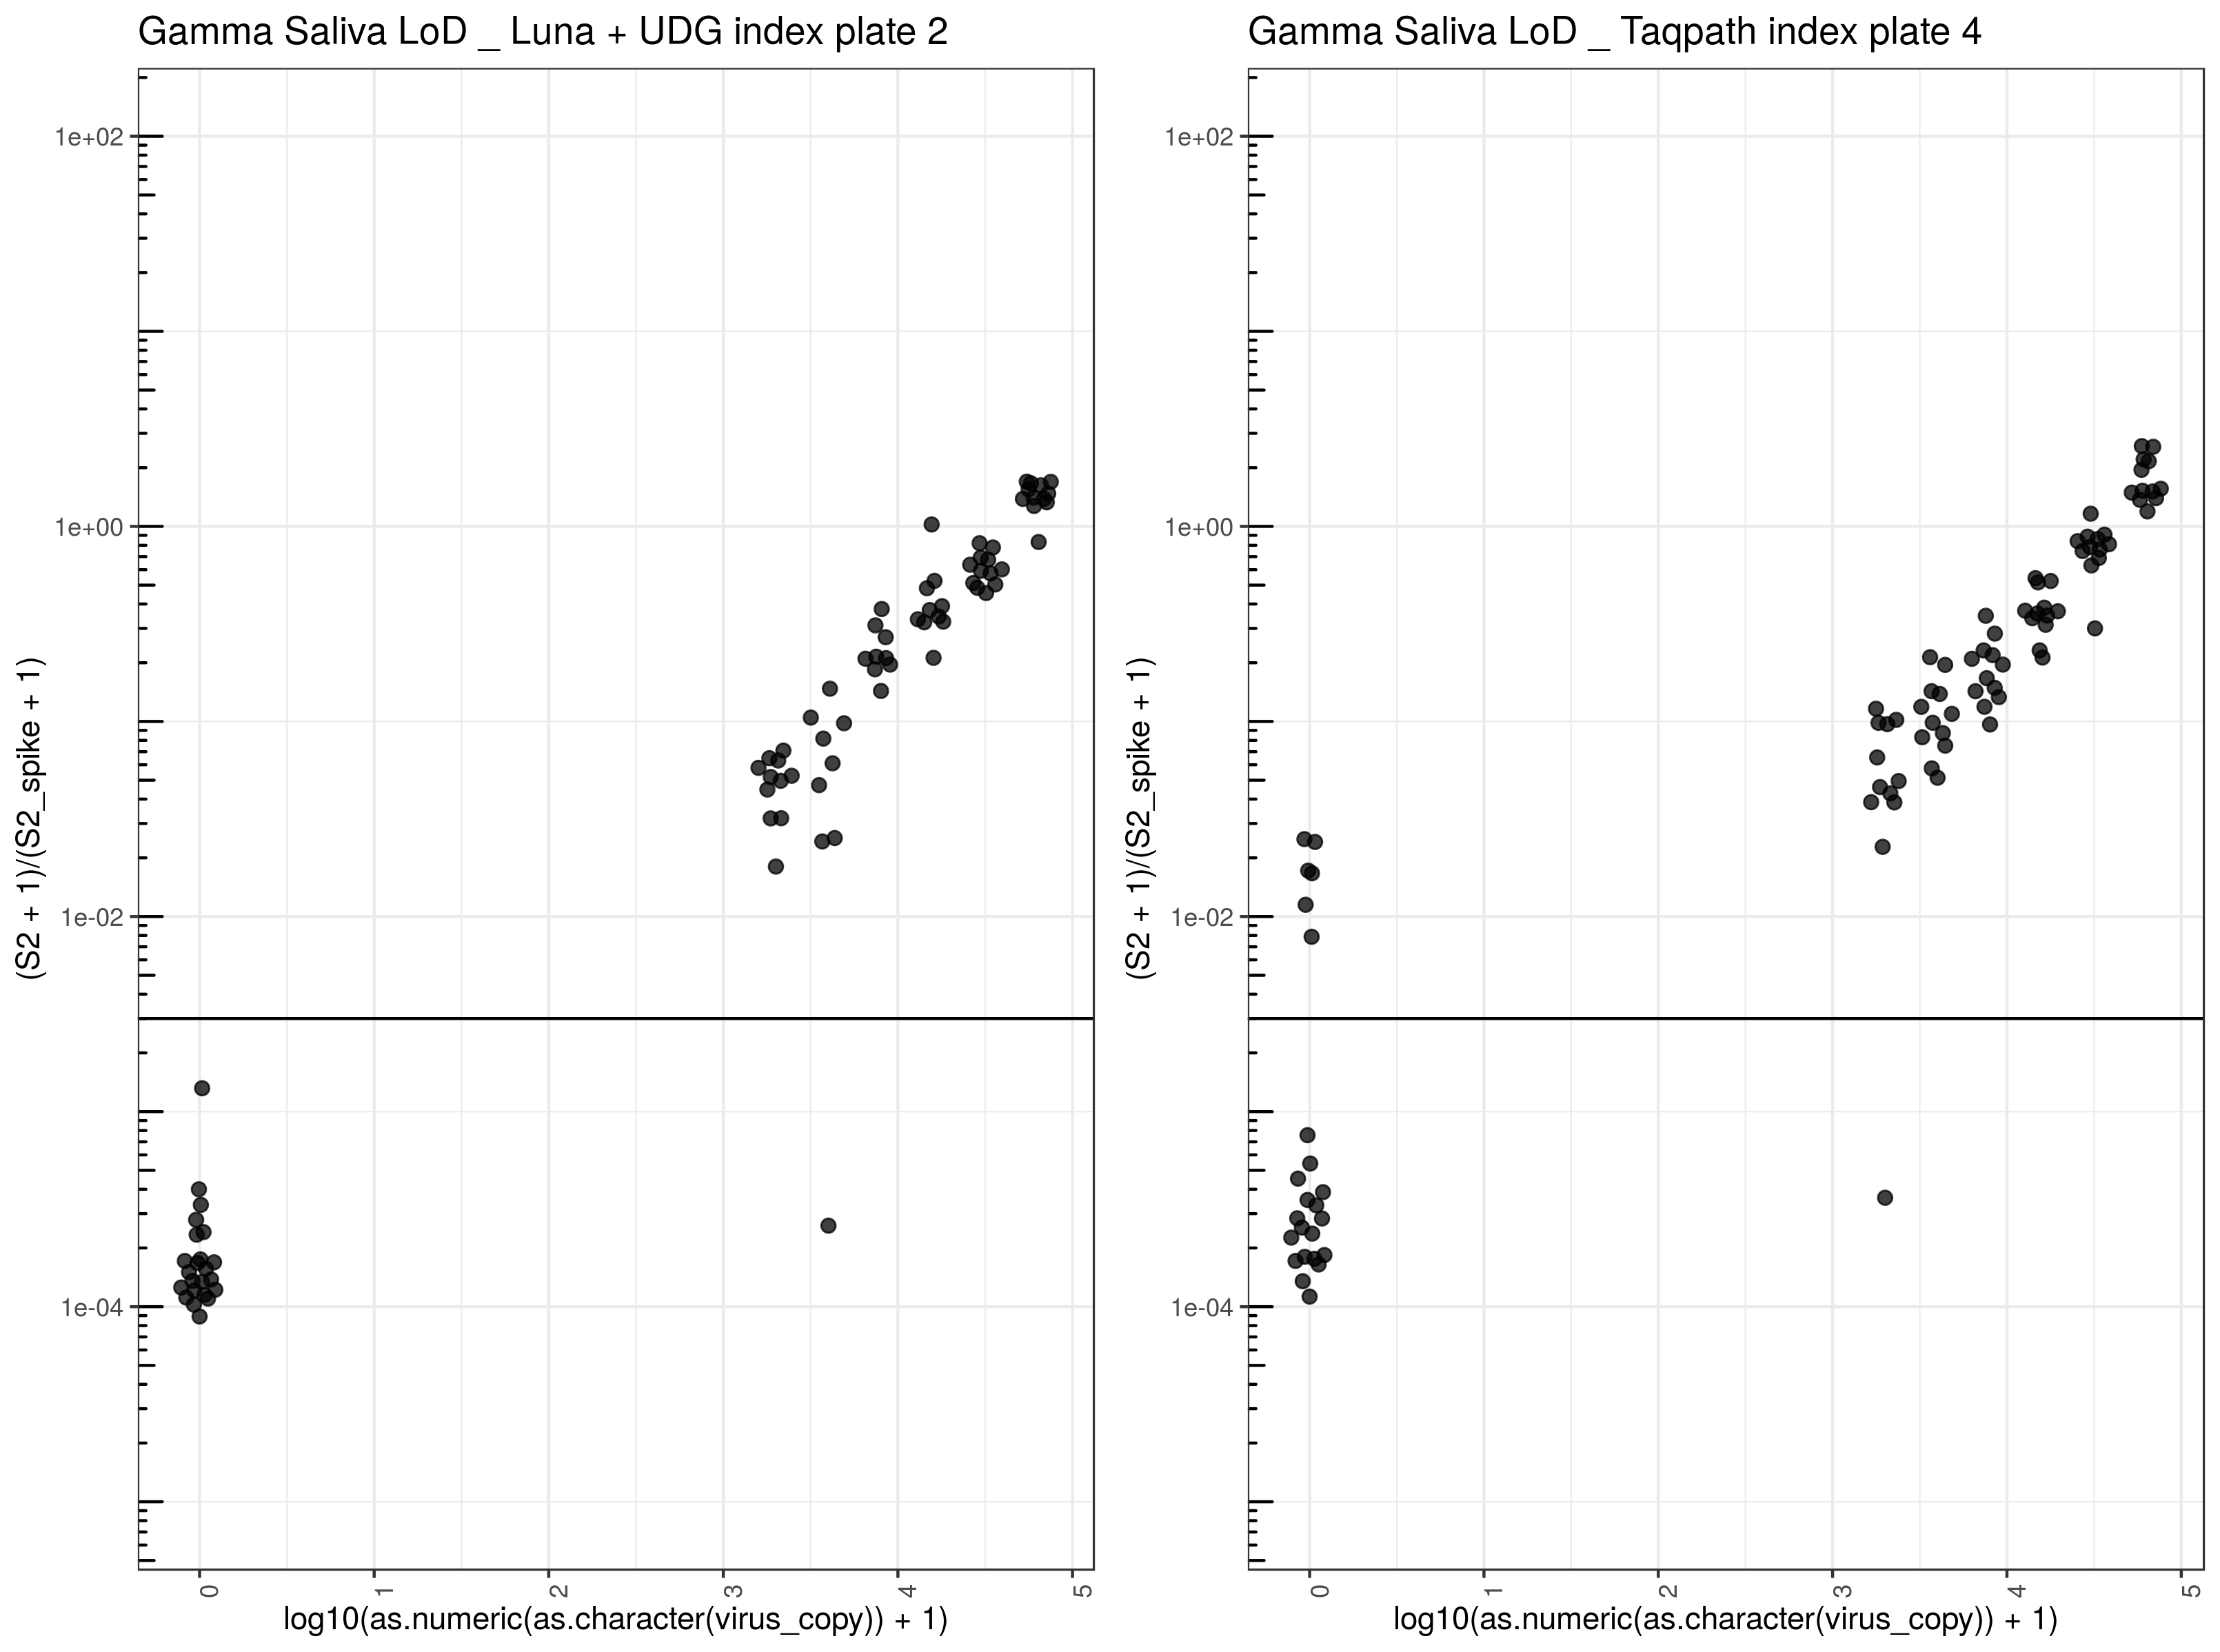 Gamma Saliva LoD _ Luna + UDG index plate 2
(S2 + 1)/(S2_spike + 1)
1e+02
1e+00
1e-02
1e-04
0 1 2 3 4 5
log10(as.numeric(as.character(virus_copy)) + 1)
Gamma Saliva LoD _ Taqpath index plate 4
(S2 + 1)/(S2_spike + 1)
1e+02
1e+00
1e-02
1e-04
0 1 2 3 4 5
log10(as.numeric(as.character(virus_copy)) + 1)